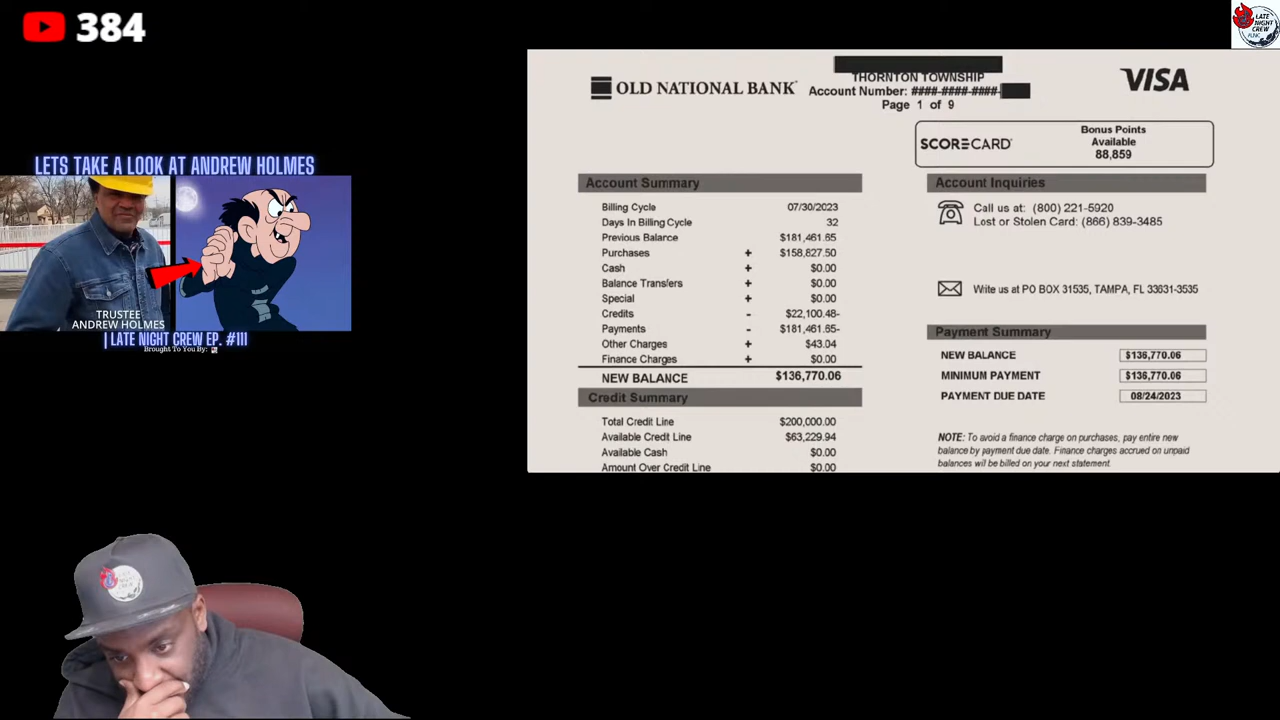 384
LATE
NIGHT
CREW
LETS TAKE A LOOK AT ANDREW HOLMES
TRUSTEE
ANDREW HOLMES
| LATE NIGHT CREW EP. #111
Brought To You By:
OLD NATIONAL BANK
THORNTON TOWNSHIP
Account Number: ####-####-####-
Page 1 of 9
VISA
SCORECARD
Bonus Points
Available
88,859
Account Summary
Billing Cycle 07/30/2023
Days In Billing Cycle 32
Previous Balance $181,461.65
Purchases + $158,827.50
Cash + $0.00
Balance Transfers + $0.00
Special + $0.00
Credits - $22,100.48-
Payments - $181,461.65-
Other Charges + $43.04
Finance Charges + $0.00
NEW BALANCE $136,770.06
Credit Summary
Total Credit Line $200,000.00
Available Credit Line $63,229.94
Available Cash $0.00
Amount Over Credit Line $0.00
Account Inquiries
Call us at: (800) 221-5920
Lost or Stolen Card: (866) 839-3485
Write us at PO BOX 31535, TAMPA, FL 33631-3535
Payment Summary
NEW BALANCE $136,770.06
MINIMUM PAYMENT $136,770.06
PAYMENT DUE DATE 08/24/2023
NOTE: To avoid a finance charge on purchases, pay entire new
balance by payment due date. Finance charges accrued on unpaid
balances will be billed on your next statement.